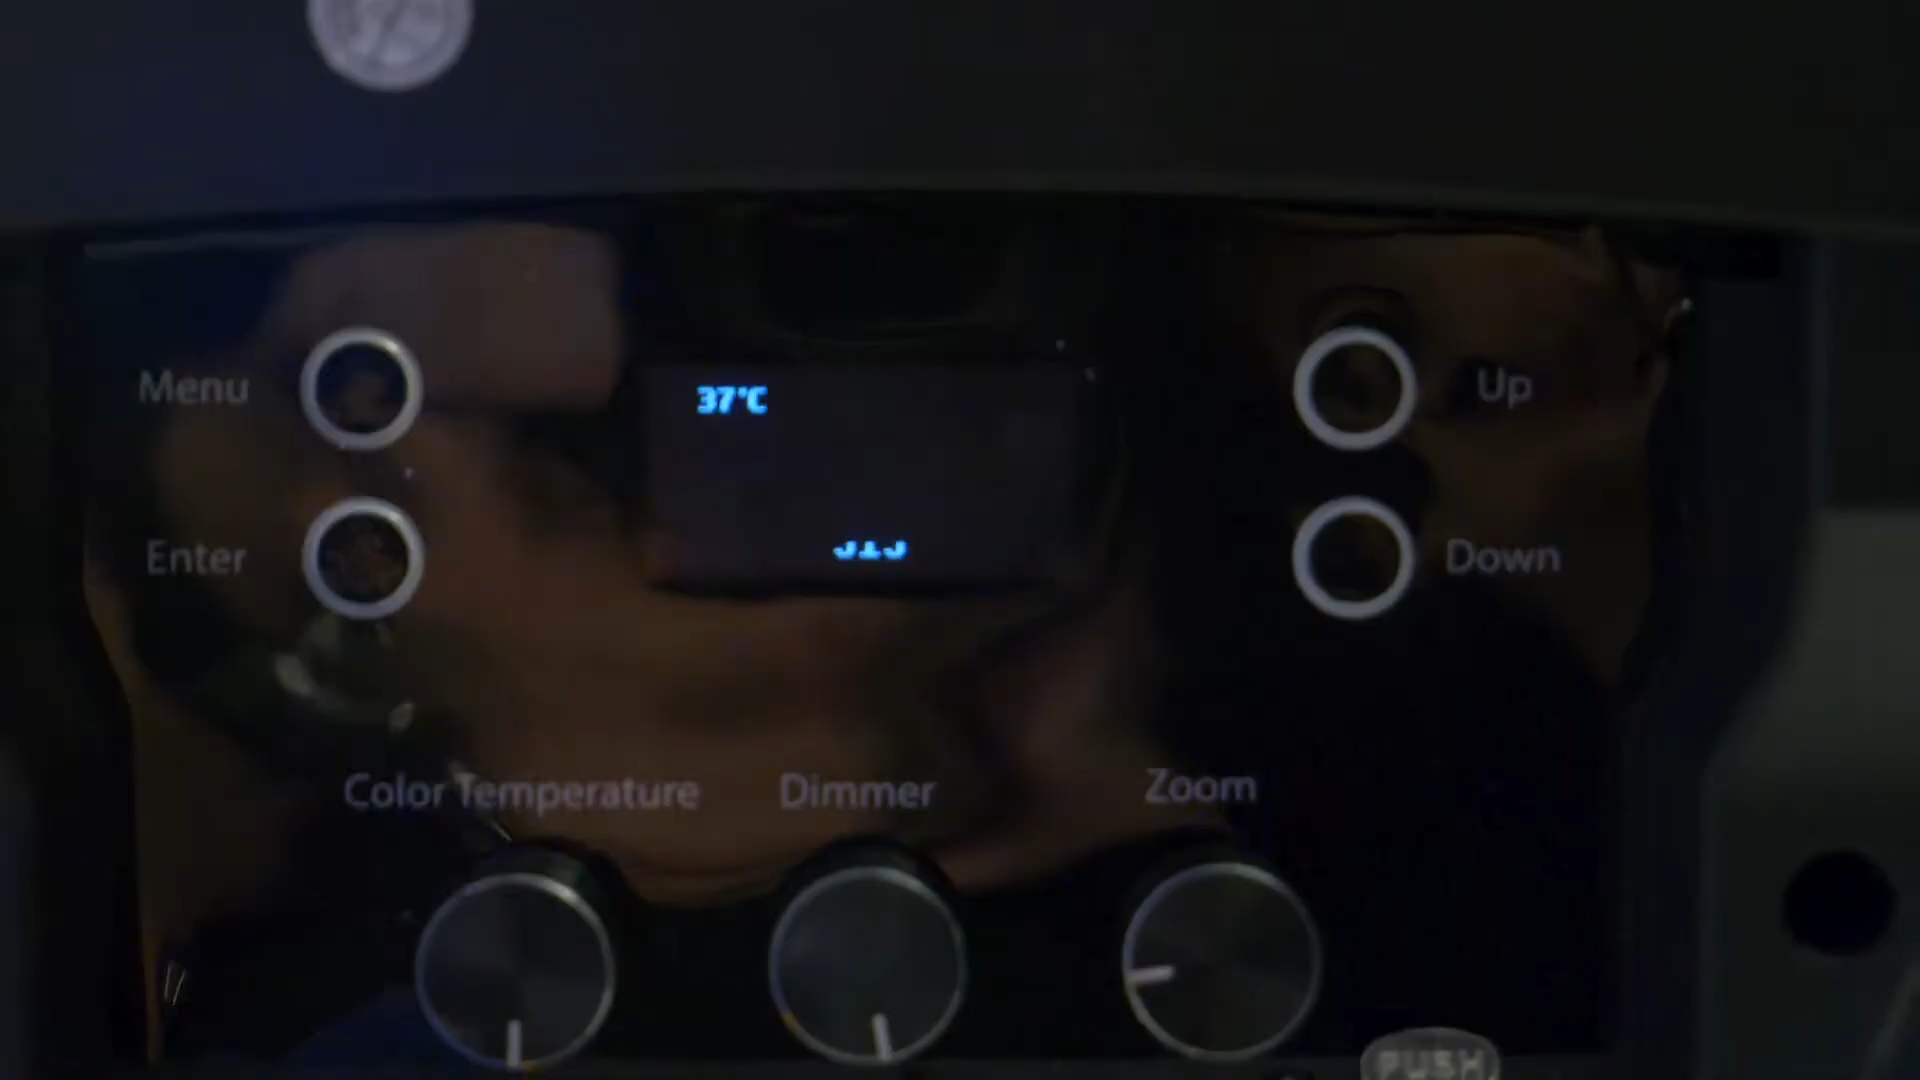 37°C
Menu
Up
Enter
Down
Color Temperature
Dimmer
Zoom
PUSH